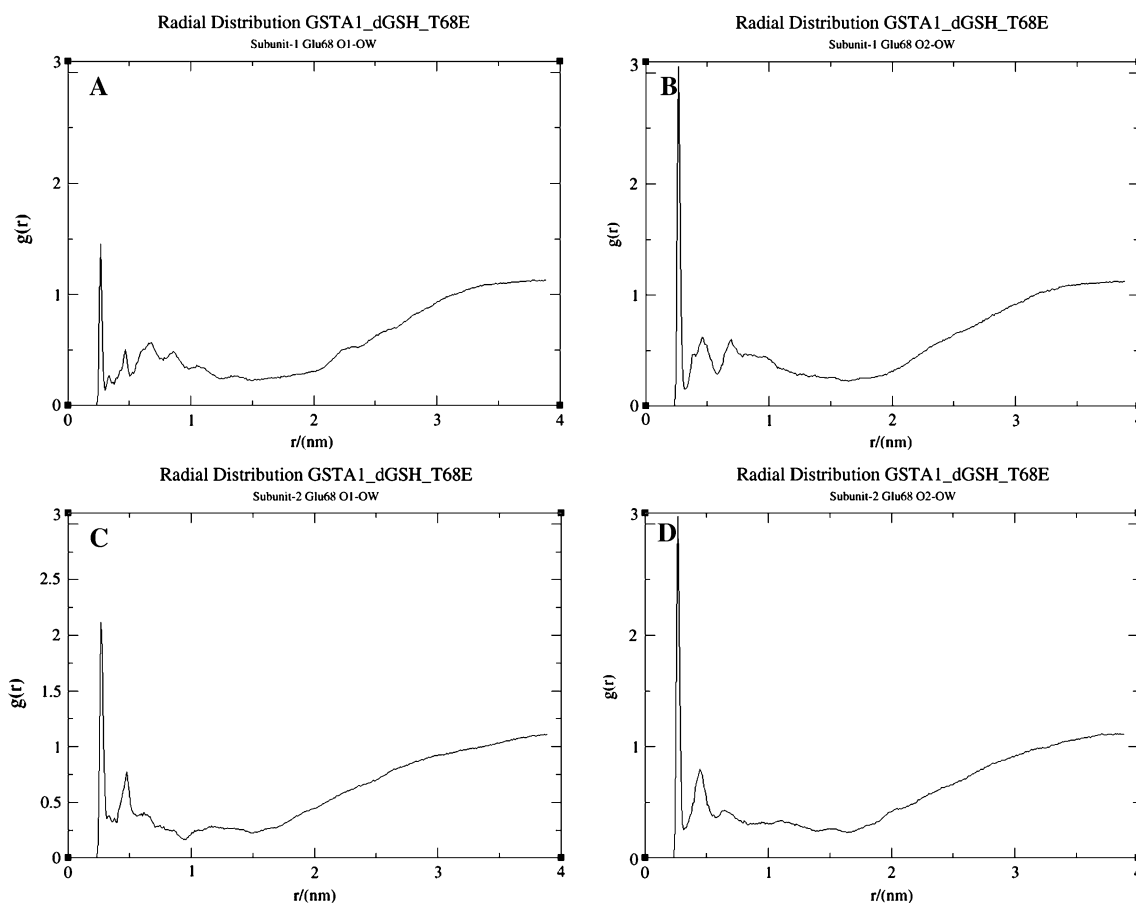 Radial Distribution GSTA1_dGSH_T68E
Subunit-1 Glu68 O1-OW
A
3
2
1
0
g(r)
0 1 2 3 4
r/(nm)
Radial Distribution GSTA1_dGSH_T68E
Subunit-1 Glu68 O2-OW
B
3
2
1
0
g(r)
0 1 2 3 4
r/(nm)
Radial Distribution GSTA1_dGSH_T68E
Subunit-2 Glu68 O1-OW
C
3
2.5
2
1.5
1
0.5
0
g(r)
0 1 2 3 4
r/(nm)
Radial Distribution GSTA1_dGSH_T68E
Subunit-2 Glu68 O2-OW
D
3
2
1
0
g(r)
0 1 2 3 4
r/(nm)